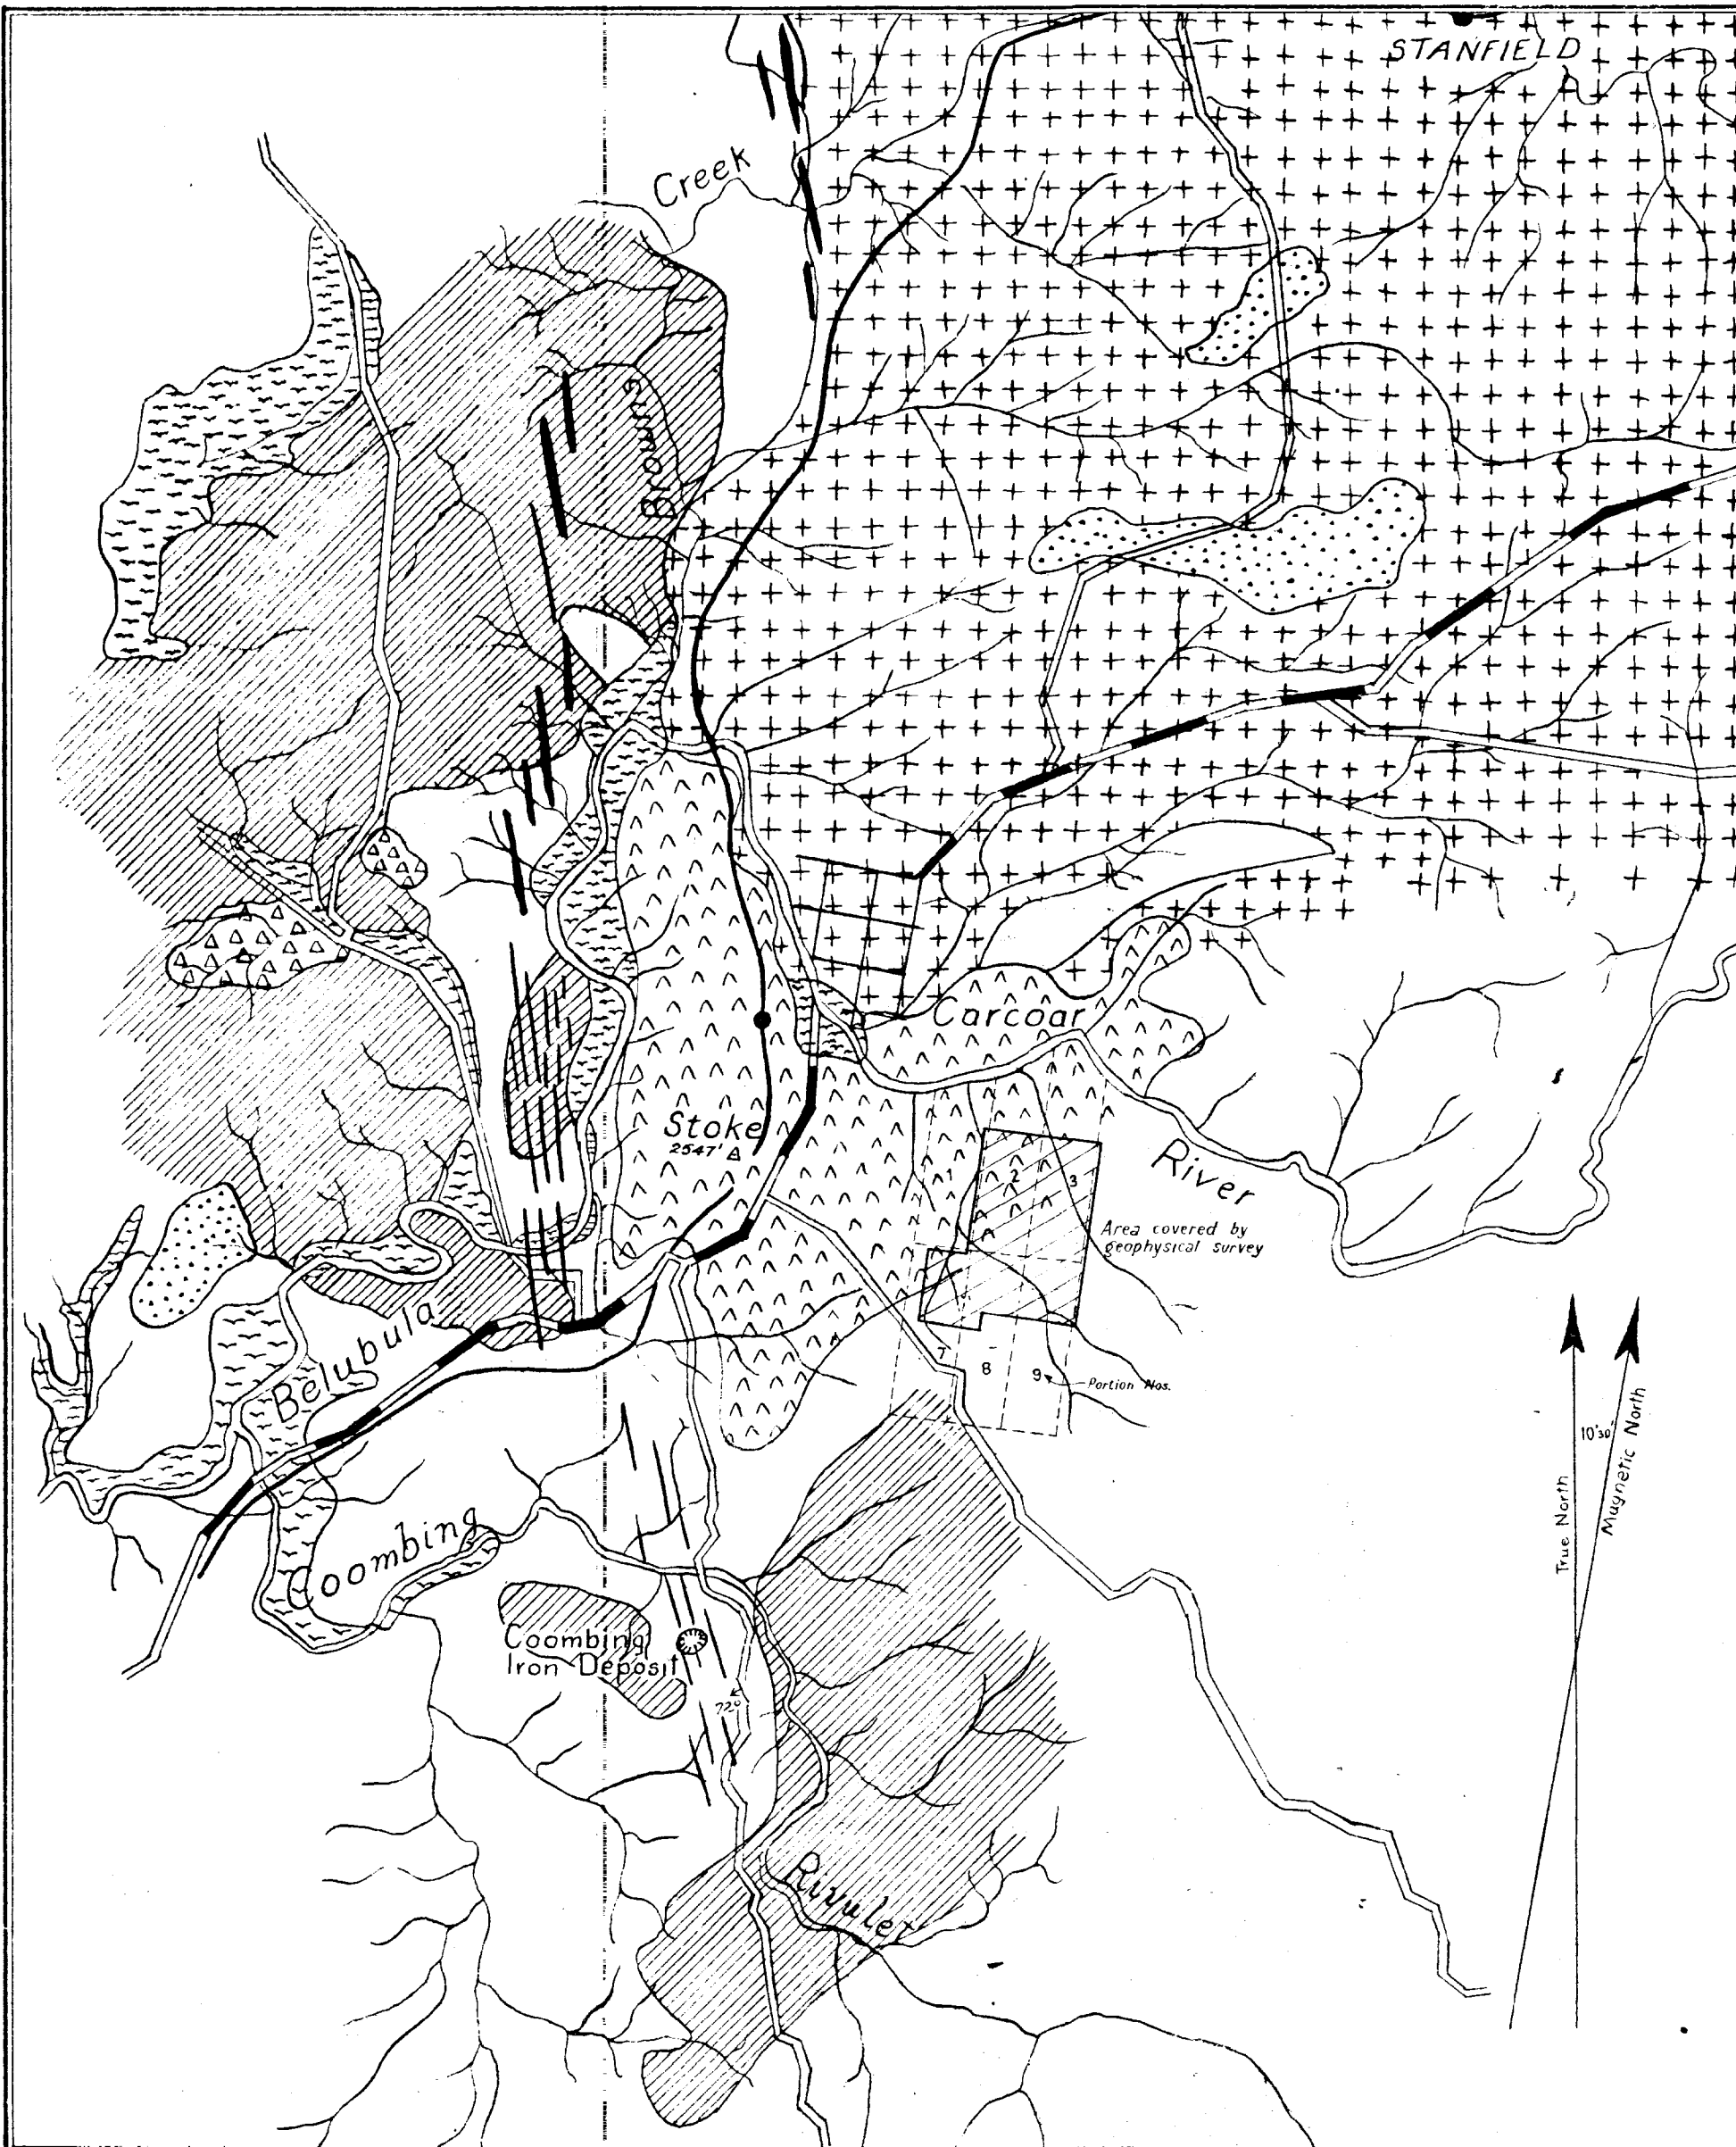 STANFIELD
Creek
Browns
Carcoar
Stoke
2547'
River
1
2
3
Area covered by
geophysical survey
Belubula
7
8
9
Portion Nos.
10°30'
True North
Magnetic North
Coombing
Coombing
Iron Deposit
72°
Rivulet